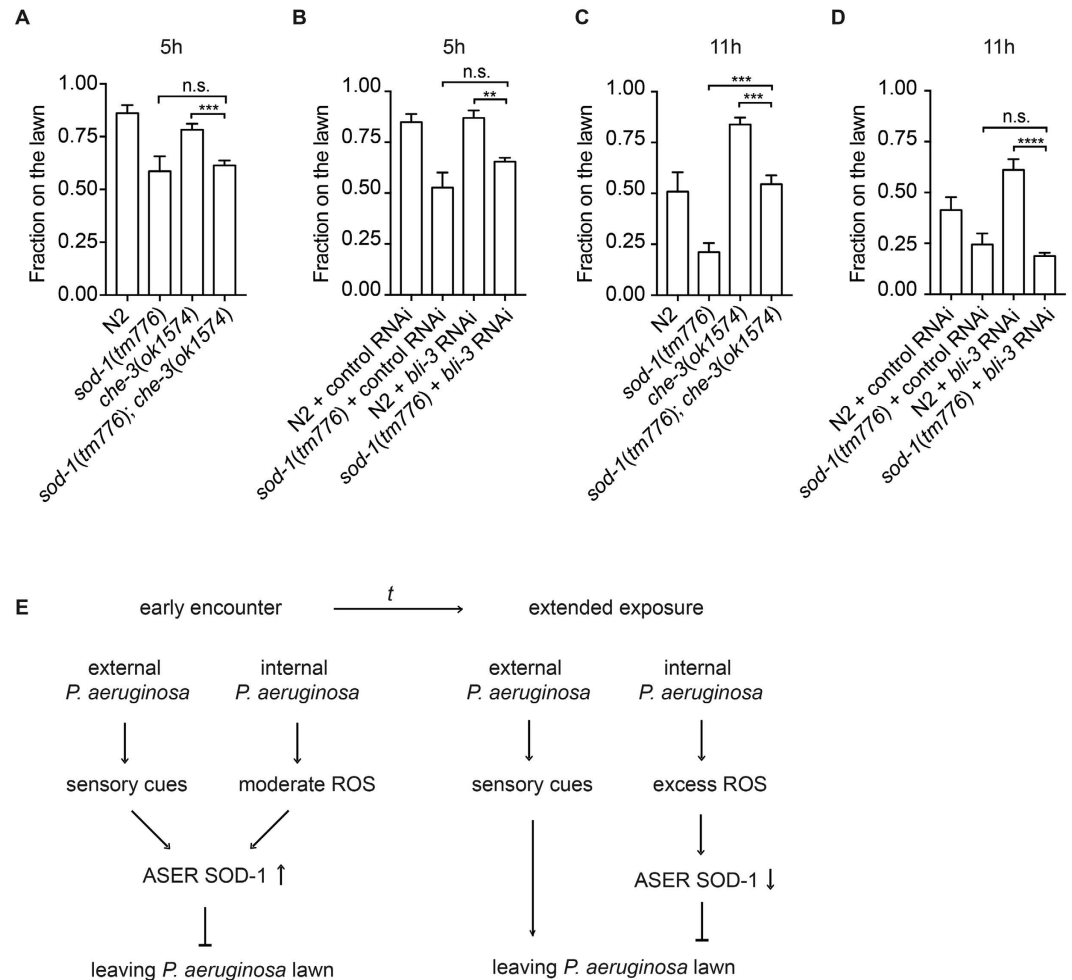 A
5h
Fraction on the lawn
1.00
0.75
0.50
0.25
0.00
n.s.
***
N2
sod-1(tm776)
che-3(ok1574)
sod-1(tm776); che-3(ok1574)
B
5h
Fraction on the lawn
1.00
0.75
0.50
0.25
0.00
n.s.
**
N2 + control RNAi
sod-1(tm776) + control RNAi
N2 + bli-3 RNAi
sod-1(tm776) + bli-3 RNAi
C
11h
Fraction on the lawn
1.00
0.75
0.50
0.25
0.00
***
***
N2
sod-1(tm776)
che-3(ok1574)
sod-1(tm776); che-3(ok1574)
D
11h
Fraction on the lawn
1.00
0.75
0.50
0.25
0.00
n.s.
****
N2 + control RNAi
sod-1(tm776) + control RNAi
N2 + bli-3 RNAi
sod-1(tm776) + bli-3 RNAi
E
early encounter
t
extended exposure
external
P. aeruginosa
internal
P. aeruginosa
external
P. aeruginosa
internal
P. aeruginosa
sensory cues
moderate ROS
sensory cues
excess ROS
ASER SOD-1 ↑
ASER SOD-1 ↓
leaving P. aeruginosa lawn
leaving P. aeruginosa lawn